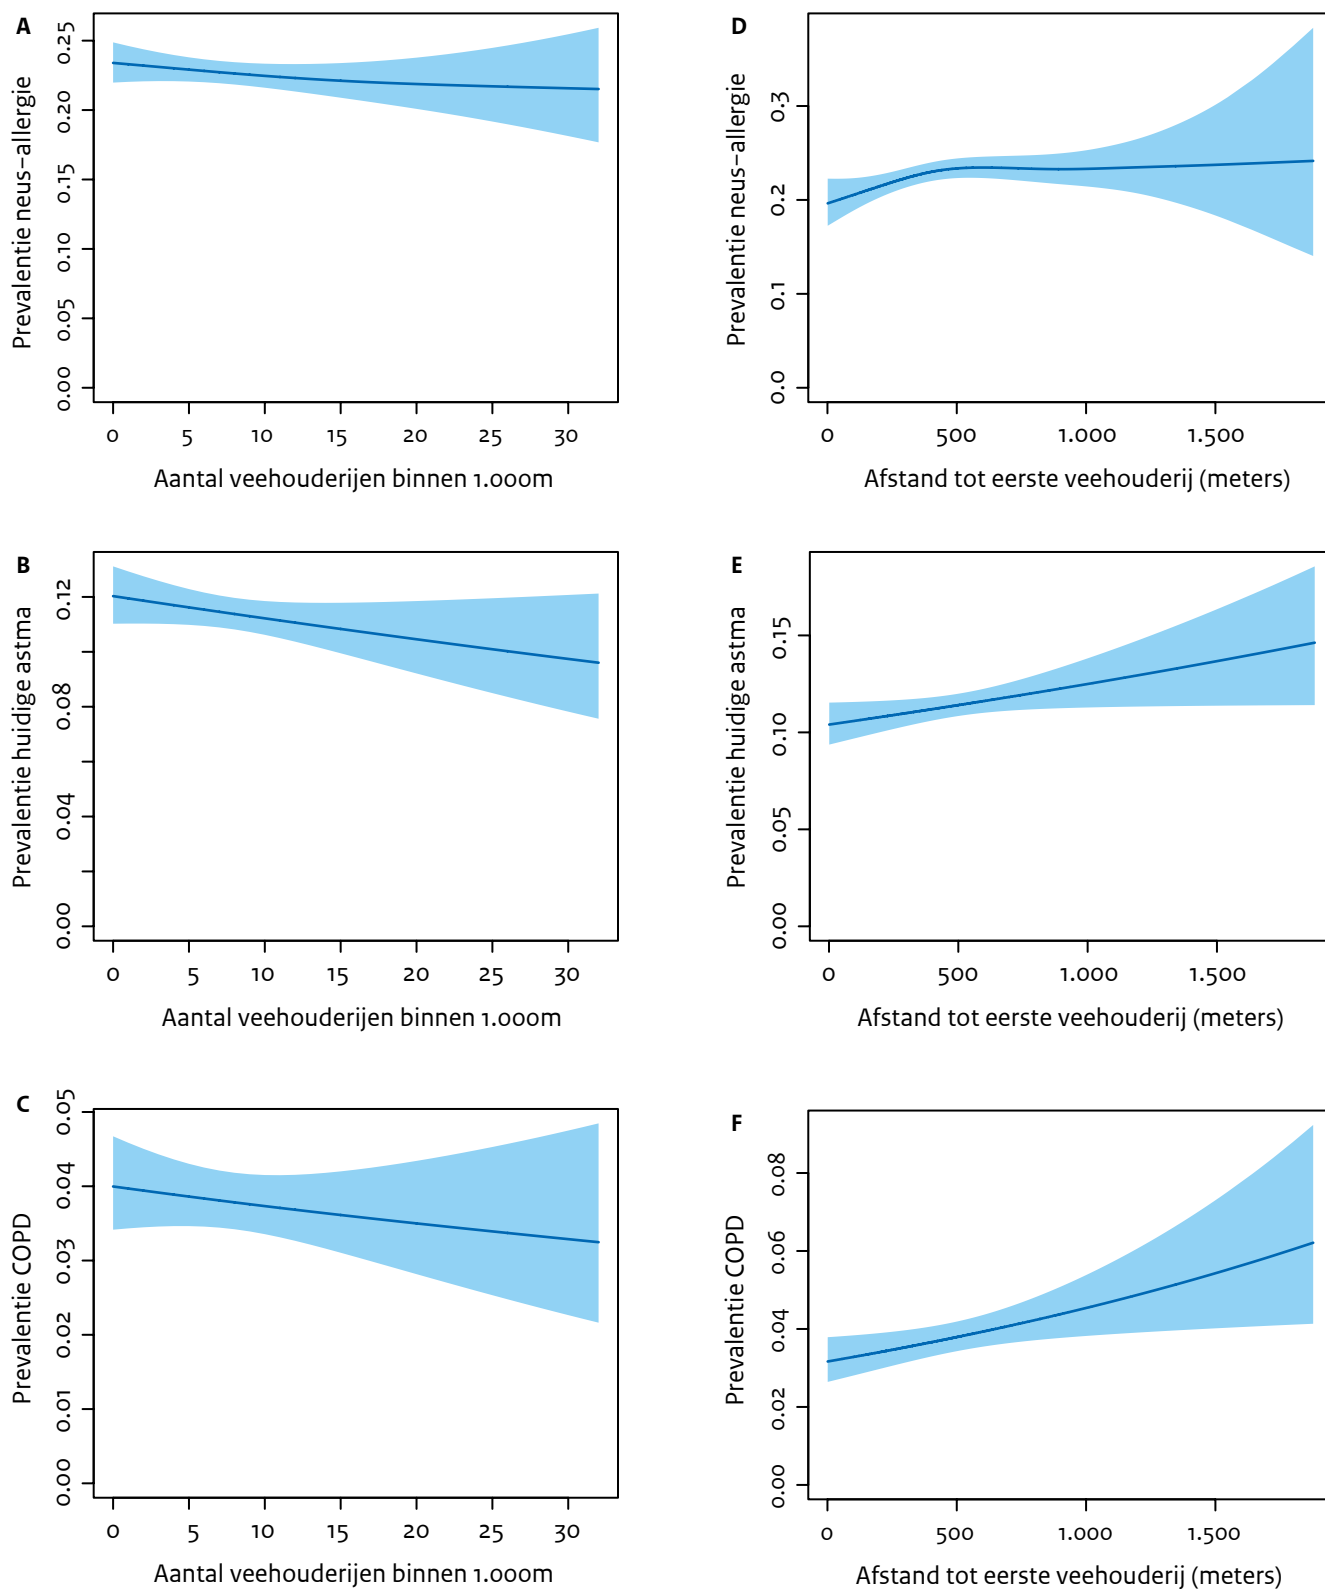 A
Prevalentie neus–allergie
0.25
0.20
0.15
0.10
0.05
0.00
0 5 10 15 20 25 30
Aantal veehouderijen binnen 1.000m
D
Prevalentie neus–allergie
0.3
0.2
0.1
0.0
0 500 1.000 1.500
Afstand tot eerste veehouderij (meters)
B
Prevalentie huidige astma
0.12
0.08
0.04
0.00
0 5 10 15 20 25 30
Aantal veehouderijen binnen 1.000m
E
Prevalentie huidige astma
0.15
0.10
0.05
0.00
0 500 1.000 1.500
Afstand tot eerste veehouderij (meters)
C
Prevalentie COPD
0.05
0.04
0.03
0.02
0.01
0.00
0 5 10 15 20 25 30
Aantal veehouderijen binnen 1.000m
F
Prevalentie COPD
0.08
0.06
0.04
0.02
0.00
0 500 1.000 1.500
Afstand tot eerste veehouderij (meters)